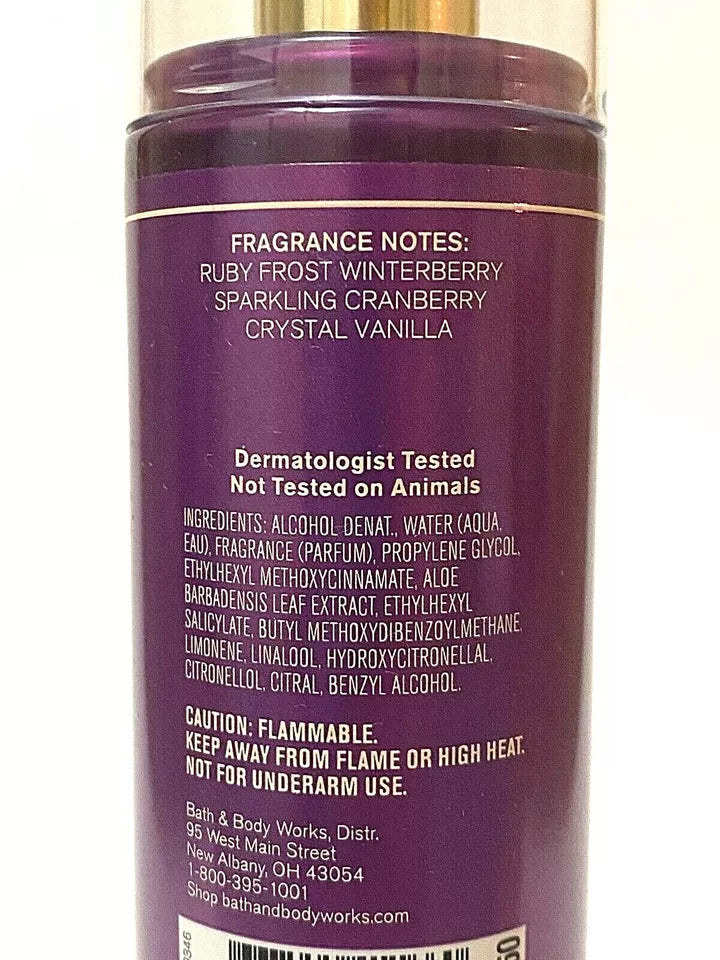 FRAGRANCE NOTES:
RUBY FROST WINTERBERRY
SPARKLING CRANBERRY
CRYSTAL VANILLA
Dermatologist Tested
Not Tested on Animals
INGREDIENTS: ALCOHOL DENAT., WATER (AQUA,
EAU), FRAGRANCE (PARFUM), PROPYLENE GLYCOL,
ETHYLHEXYL METHOXYCINNAMATE, ALOE
BARBADENSIS LEAF EXTRACT, ETHYLHEXYL
SALICYLATE, BUTYL METHOXYDIBENZOYLMETHANE,
LIMONENE, LINALOOL, HYDROXYCITRONELLAL,
CITRONELLOL, CITRAL, BENZYL ALCOHOL.
CAUTION: FLAMMABLE.
KEEP AWAY FROM FLAME OR HIGH HEAT.
NOT FOR UNDERARM USE.
Bath & Body Works, Distr.
95 West Main Street
New Albany, OH 43054
1-800-395-1001
Shop bathandbodyworks.com